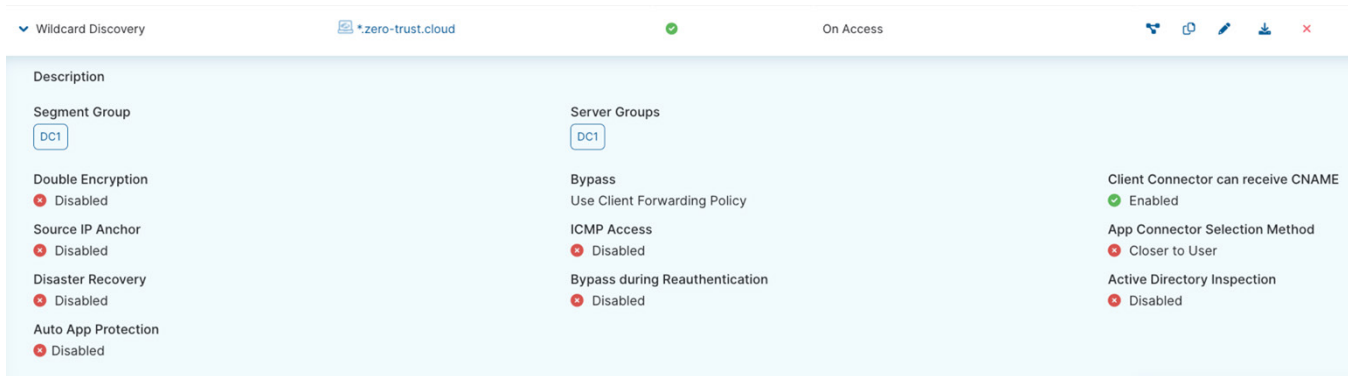 Wildcard Discovery *.zero-trust.cloud On Access
Description
Segment Group Server Groups
DC1 DC1
Double Encryption Bypass Client Connector can receive CNAME
Disabled Use Client Forwarding Policy Enabled
Source IP Anchor ICMP Access App Connector Selection Method
Disabled Disabled Closer to User
Disaster Recovery Bypass during Reauthentication Active Directory Inspection
Disabled Disabled Disabled
Auto App Protection
Disabled